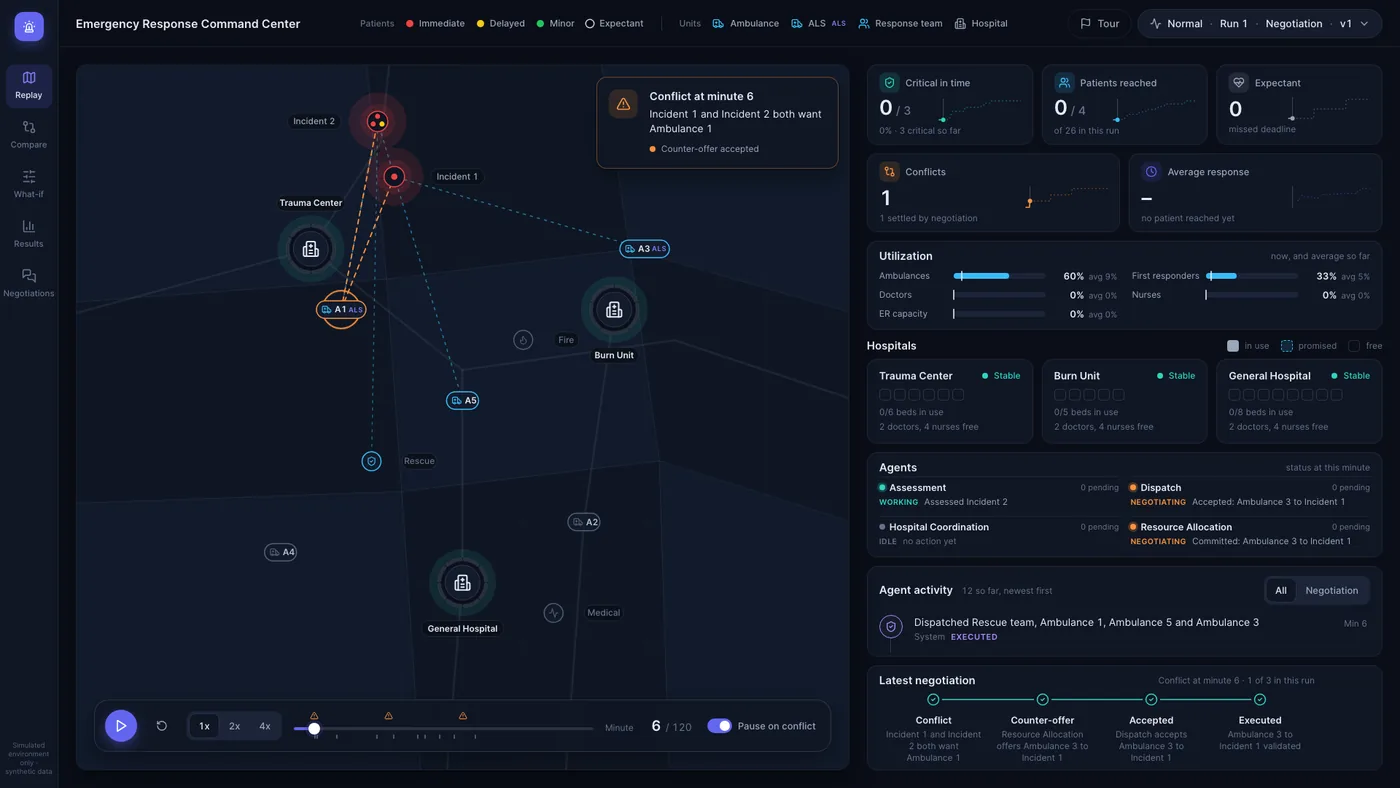 Emergency Response Command Center
Patients Immediate Delayed Minor Expectant Units Ambulance ALS ALS Response team Hospital
Tour
Normal · Run 1 · Negotiation · v1
Replay
Compare
What-if
Results
Negotiations
Simulated
environment
only ·
synthetic data
Incident 2
Incident 1
Trauma Center
A1 ALS
A3 ALS
Fire
Burn Unit
A5
Rescue
A2
A4
General Hospital
Medical
Conflict at minute 6
Incident 1 and Incident 2 both want
Ambulance 1
Counter-offer accepted
1x 2x 4x
Minute 6 / 120
Pause on conflict
Critical in time
0 / 3
0% · 3 critical so far
Patients reached
0 / 4
of 26 in this run
Expectant
0
missed deadline
Conflicts
1
1 settled by negotiation
Average response
–
no patient reached yet
Utilization now, and average so far
Ambulances 60% avg 9%
First responders 33% avg 5%
Doctors 0% avg 0%
Nurses 0% avg 0%
ER capacity 0% avg 0%
Hospitals in use promised free
Trauma Center Stable
0/6 beds in use
2 doctors, 4 nurses free
Burn Unit Stable
0/5 beds in use
2 doctors, 4 nurses free
General Hospital Stable
0/8 beds in use
2 doctors, 4 nurses free
Agents status at this minute
Assessment 0 pending
WORKING Assessed Incident 2
Dispatch 0 pending
NEGOTIATING Accepted: Ambulance 3 to Incident 1
Hospital Coordination 0 pending
IDLE no action yet
Resource Allocation 0 pending
NEGOTIATING Committed: Ambulance 3 to Incident 1
Agent activity 12 so far, newest first
All Negotiation
Dispatched Rescue team, Ambulance 1, Ambulance 5 and Ambulance 3 Min 6
System EXECUTED
Latest negotiation Conflict at minute 6 · 1 of 3 in this run
Conflict
Incident 1 and Incident
2 both want
Ambulance 1
Counter-offer
Resource Allocation
offers Ambulance 3 to
Incident 1
Accepted
Dispatch accepts
Ambulance 3 to
Incident 1
Executed
Ambulance 3 to
Incident 1 validated